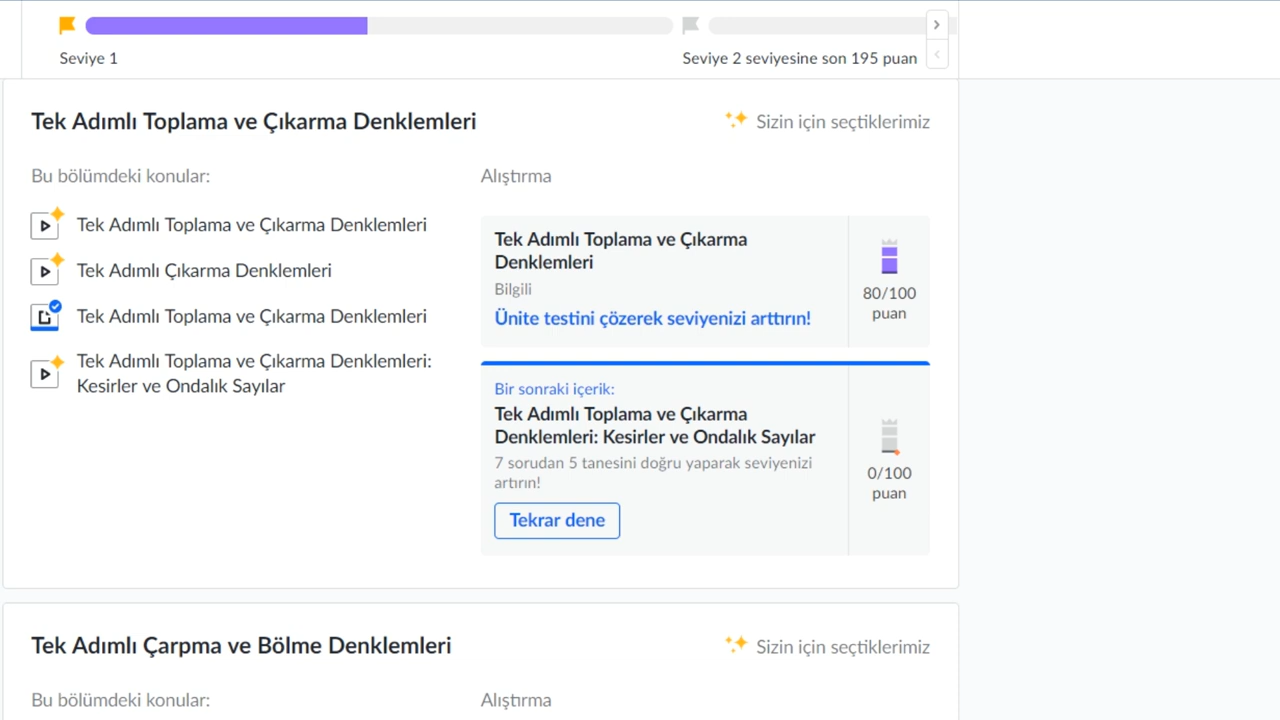 Seviye 1
Seviye 2 seviyesine son 195 puan
Tek Adımlı Toplama ve Çıkarma Denklemleri
Sizin için seçtiklerimiz
Bu bölümdeki konular:
Tek Adımlı Toplama ve Çıkarma Denklemleri
Tek Adımlı Çıkarma Denklemleri
Tek Adımlı Toplama ve Çıkarma Denklemleri
Tek Adımlı Toplama ve Çıkarma Denklemleri:
Kesirler ve Ondalık Sayılar
Alıştırma
Tek Adımlı Toplama ve Çıkarma
Denklemleri
Bilgili
Ünite testini çözerek seviyenizi arttırın!
80/100
puan
Bir sonraki içerik:
Tek Adımlı Toplama ve Çıkarma
Denklemleri: Kesirler ve Ondalık Sayılar
7 sorudan 5 tanesini doğru yaparak seviyenizi
artırın!
Tekrar dene
0/100
puan
Tek Adımlı Çarpma ve Bölme Denklemleri
Sizin için seçtiklerimiz
Bu bölümdeki konular:
Alıştırma